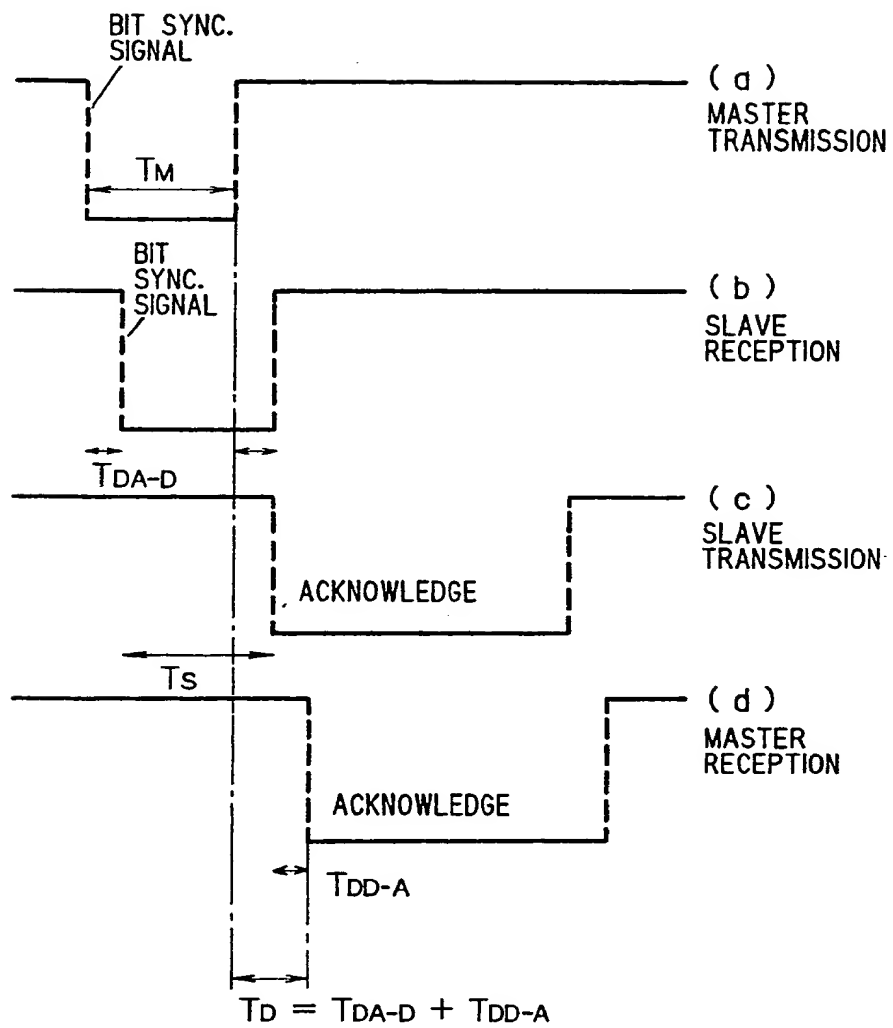 BIT SYNC.
SIGNAL
(a)
MASTER
TRANSMISSION
TM
BIT
SYNC.
SIGNAL
(b)
SLAVE
RECEPTION
TDA-D
(c)
SLAVE
TRANSMISSION
ACKNOWLEDGE
TS
(d)
MASTER
RECEPTION
ACKNOWLEDGE
TDD-A
TD = TDA-D + TDD-A